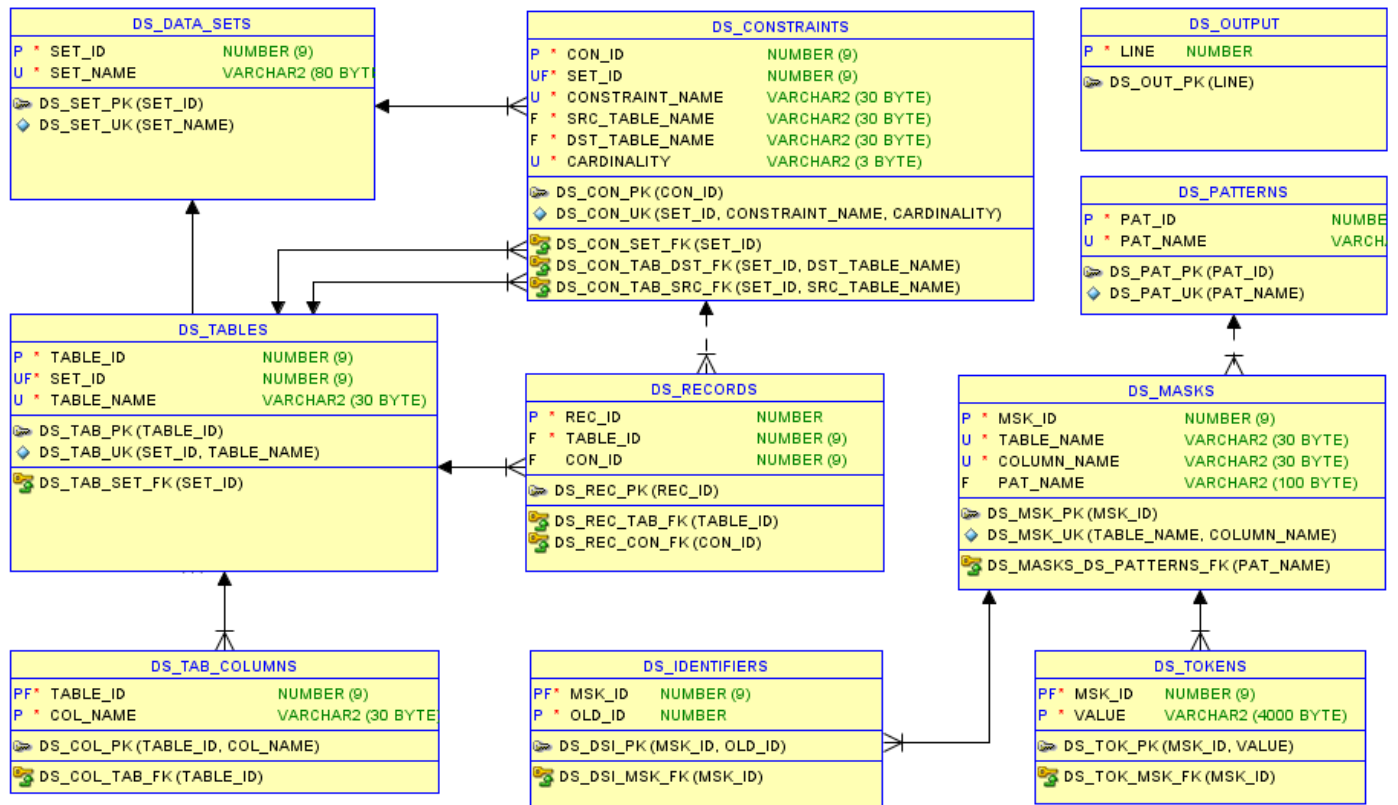 DS_DATA_SETS
P * SET_ID NUMBER (9)
U * SET_NAME VARCHAR2 (80 BYTE
DS_SET_PK (SET_ID)
DS_SET_UK (SET_NAME)
DS_CONSTRAINTS
P * CON_ID NUMBER (9)
UF* SET_ID NUMBER (9)
U * CONSTRAINT_NAME VARCHAR2 (30 BYTE)
F * SRC_TABLE_NAME VARCHAR2 (30 BYTE)
F * DST_TABLE_NAME VARCHAR2 (30 BYTE)
U * CARDINALITY VARCHAR2 (3 BYTE)
DS_CON_PK (CON_ID)
DS_CON_UK (SET_ID, CONSTRAINT_NAME, CARDINALITY)
DS_CON_SET_FK (SET_ID)
DS_CON_TAB_DST_FK (SET_ID, DST_TABLE_NAME)
DS_CON_TAB_SRC_FK (SET_ID, SRC_TABLE_NAME)
DS_OUTPUT
P * LINE NUMBER
DS_OUT_PK (LINE)
DS_PATTERNS
P * PAT_ID NUMBE
U * PAT_NAME VARCH
DS_PAT_PK (PAT_ID)
DS_PAT_UK (PAT_NAME)
DS_TABLES
P * TABLE_ID NUMBER (9)
UF* SET_ID NUMBER (9)
U * TABLE_NAME VARCHAR2 (30 BYTE)
DS_TAB_PK (TABLE_ID)
DS_TAB_UK (SET_ID, TABLE_NAME)
DS_TAB_SET_FK (SET_ID)
DS_RECORDS
P * REC_ID NUMBER
F * TABLE_ID NUMBER (9)
F CON_ID NUMBER (9)
DS_REC_PK (REC_ID)
DS_REC_TAB_FK (TABLE_ID)
DS_REC_CON_FK (CON_ID)
DS_MASKS
P * MSK_ID NUMBER (9)
U * TABLE_NAME VARCHAR2 (30 BYTE)
U * COLUMN_NAME VARCHAR2 (30 BYTE)
F PAT_NAME VARCHAR2 (100 BYTE)
DS_MSK_PK (MSK_ID)
DS_MSK_UK (TABLE_NAME, COLUMN_NAME)
DS_MASKS_DS_PATTERNS_FK (PAT_NAME)
DS_TAB_COLUMNS
PF* TABLE_ID NUMBER (9)
P * COL_NAME VARCHAR2 (30 BYTE
DS_COL_PK (TABLE_ID, COL_NAME)
DS_COL_TAB_FK (TABLE_ID)
DS_IDENTIFIERS
PF* MSK_ID NUMBER (9)
P * OLD_ID NUMBER
DS_DSI_PK (MSK_ID, OLD_ID)
DS_DSI_MSK_FK (MSK_ID)
DS_TOKENS
PF* MSK_ID NUMBER (9)
P * VALUE VARCHAR2 (4000 BYTE)
DS_TOK_PK (MSK_ID, VALUE)
DS_TOK_MSK_FK (MSK_ID)